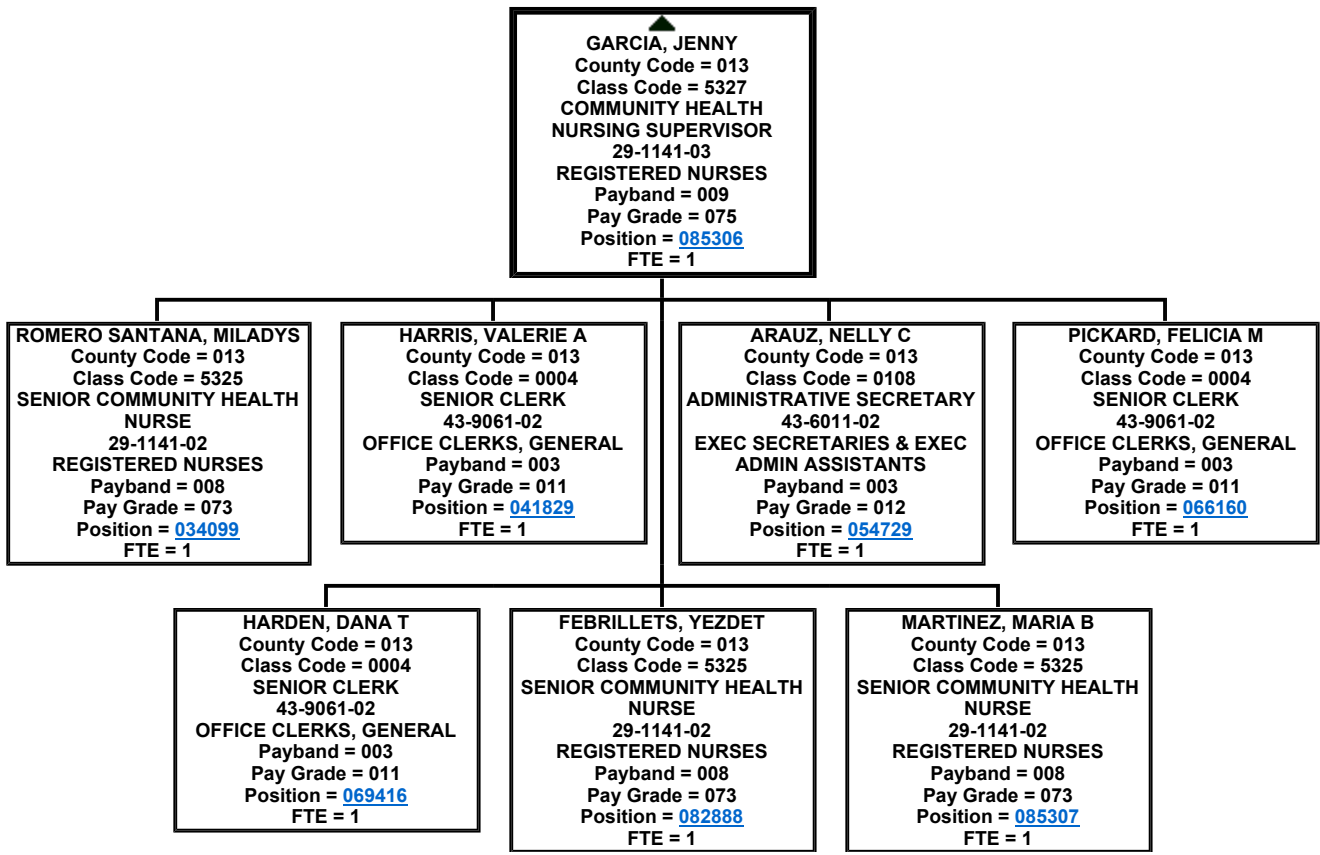 GARCIA, JENNY
County Code = 013
Class Code = 5327
COMMUNITY HEALTH
NURSING SUPERVISOR
29-1141-03
REGISTERED NURSES
Payband = 009
Pay Grade = 075
Position = 085306
FTE = 1
ROMERO SANTANA, MILADYS
County Code = 013
Class Code = 5325
SENIOR COMMUNITY HEALTH
NURSE
29-1141-02
REGISTERED NURSES
Payband = 008
Pay Grade = 073
Position = 034099
FTE = 1
HARRIS, VALERIE A
County Code = 013
Class Code = 0004
SENIOR CLERK
43-9061-02
OFFICE CLERKS, GENERAL
Payband = 003
Pay Grade = 011
Position = 041829
FTE = 1
ARAUZ, NELLY C
County Code = 013
Class Code = 0108
ADMINISTRATIVE SECRETARY
43-6011-02
EXEC SECRETARIES & EXEC
ADMIN ASSISTANTS
Payband = 003
Pay Grade = 012
Position = 054729
FTE = 1
PICKARD, FELICIA M
County Code = 013
Class Code = 0004
SENIOR CLERK
43-9061-02
OFFICE CLERKS, GENERAL
Payband = 003
Pay Grade = 011
Position = 066160
FTE = 1
HARDEN, DANA T
County Code = 013
Class Code = 0004
SENIOR CLERK
43-9061-02
OFFICE CLERKS, GENERAL
Payband = 003
Pay Grade = 011
Position = 069416
FTE = 1
FEBRILLETS, YEZDET
County Code = 013
Class Code = 5325
SENIOR COMMUNITY HEALTH
NURSE
29-1141-02
REGISTERED NURSES
Payband = 008
Pay Grade = 073
Position = 082888
FTE = 1
MARTINEZ, MARIA B
County Code = 013
Class Code = 5325
SENIOR COMMUNITY HEALTH
NURSE
29-1141-02
REGISTERED NURSES
Payband = 008
Pay Grade = 073
Position = 085307
FTE = 1